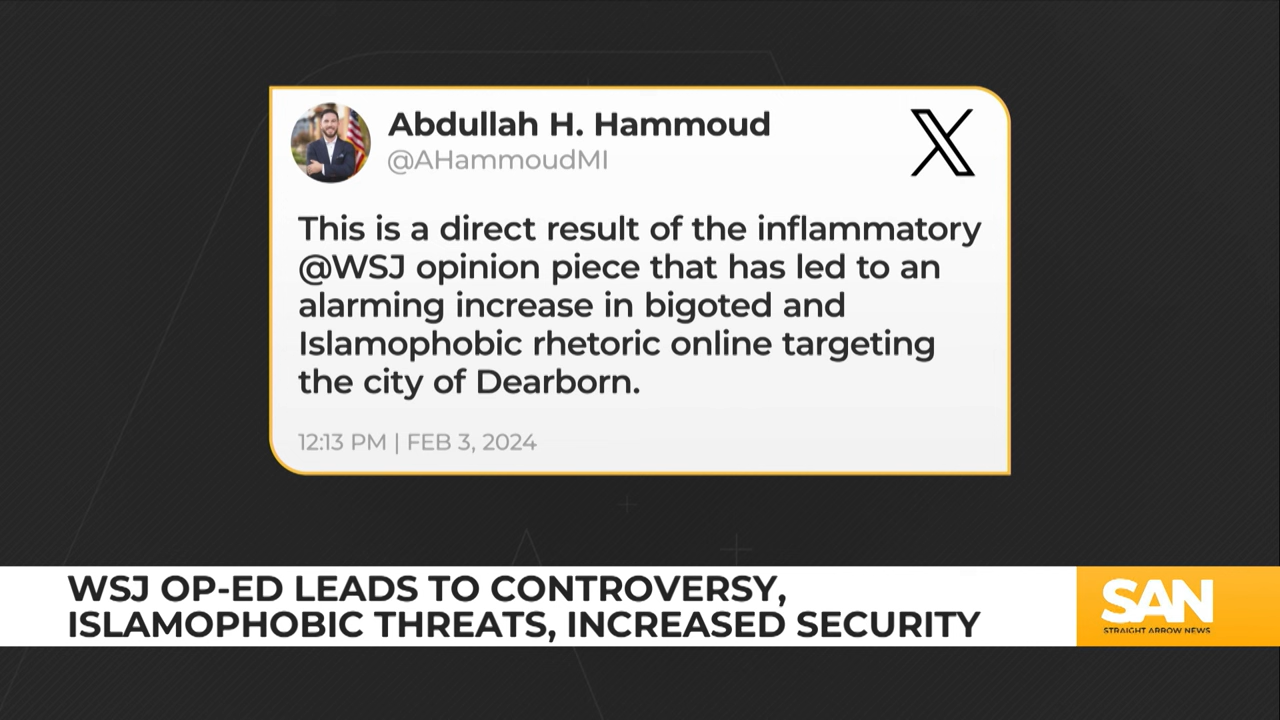 Abdullah H. Hammoud
@AHammoudMI
This is a direct result of the inflammatory
@WSJ opinion piece that has led to an
alarming increase in bigoted and
Islamophobic rhetoric online targeting
the city of Dearborn.
12:13 PM | FEB 3, 2024
WSJ OP-ED LEADS TO CONTROVERSY,
ISLAMOPHOBIC THREATS, INCREASED SECURITY
SAN
STRAIGHT ARROW NEWS